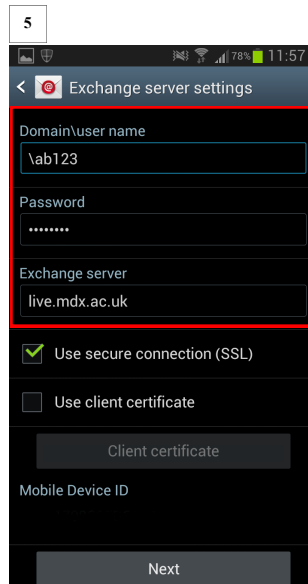 5
78% 11:57
Exchange server settings
Domain\user name
\ab123
Password
••••••••
Exchange server
live.mdx.ac.uk
Use secure connection (SSL)
Use client certificate
Client certificate
Mobile Device ID
Next